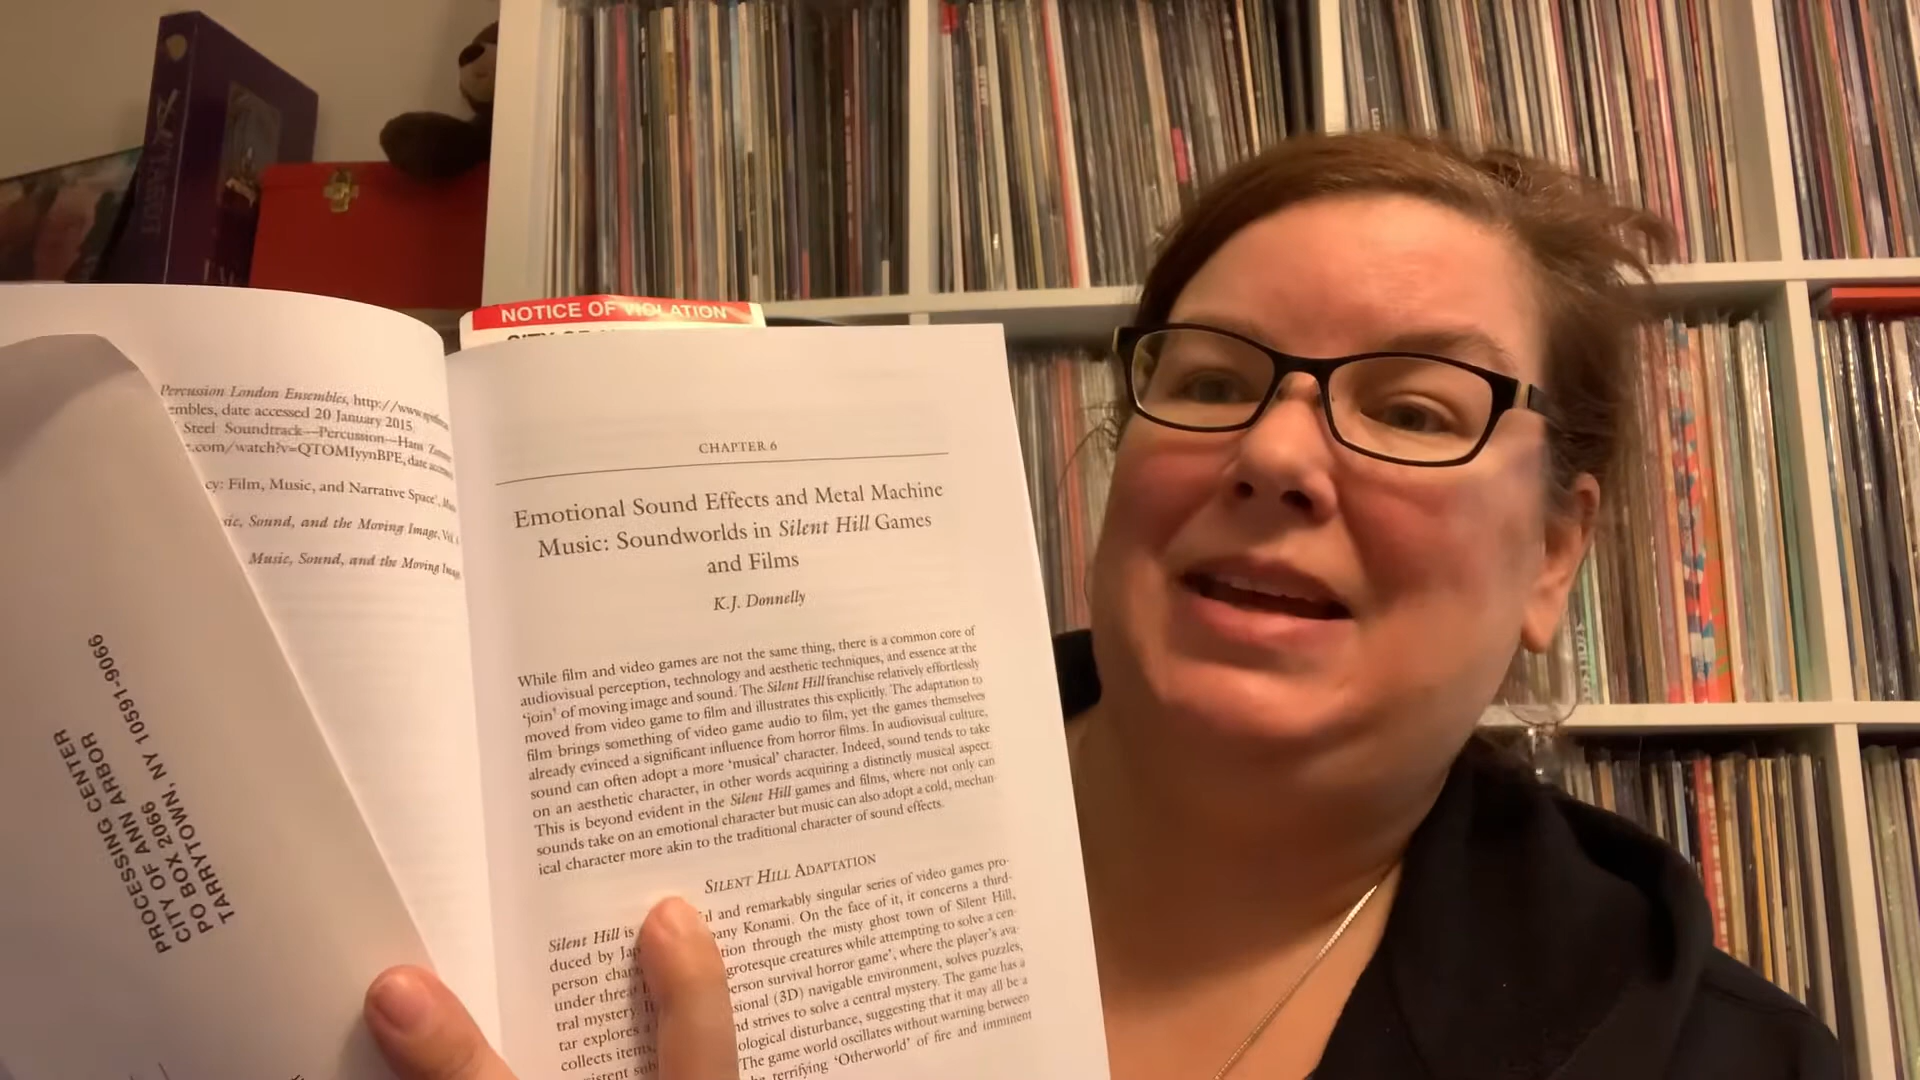 NOTICE OF VIOLATION
Percussion London Ensembles, http://www.
embles, date accessed 20 January 2015
Steel Soundtrack—Percussion—Hans
.com/watch?v=QTOMIyynBPE, date
cy: Film, Music, and Narrative Space',
sic, Sound, and the Moving Image,
Music, Sound, and the Moving
PROCESSING CENTER
CITY OF ANN ARBOR
PO BOX 2066
TARRYTOWN, NY 10591-9066
CHAPTER 6
Emotional Sound Effects and Metal Machine
Music: Soundworlds in Silent Hill Games
and Films
K.J. Donnelly
While film and video games are not the same thing, there is a common core of
audiovisual perception, technology and aesthetic techniques, and essence at the
'join' of moving image and sound. The Silent Hill franchise relatively effortlessly
moved from video game to film and illustrates this explicitly. The adaptation to
film brings something of video game audio to film, yet the games themselves
already evinced a significant influence from horror films. In audiovisual culture,
sound can often adopt a more 'musical' character. Indeed, sound tends to take
on an aesthetic character, in other words acquiring a distinctly musical aspect.
This is beyond evident in the Silent Hill games and films, where not only can
sounds take on an emotional character but music can also adopt a cold, mechan-
ical character more akin to the traditional character of sound effects.
SILENT HILL ADAPTATION
Silent Hill is and remarkably singular series of video games pro-
duced by Konami. On the face of it, it concerns a third-
person through the misty ghost town of Silent Hill,
under grotesque creatures while attempting to solve a cen-
tral mystery. survival horror game', where the player's ava-
tar explores a (3D) navigable environment, solves puzzles,
collects items, strives to solve a central mystery. The game has a
disturbance, suggesting that it may all be a
The game world oscillates without warning between
terrifying 'Otherworld' of fire and imminent